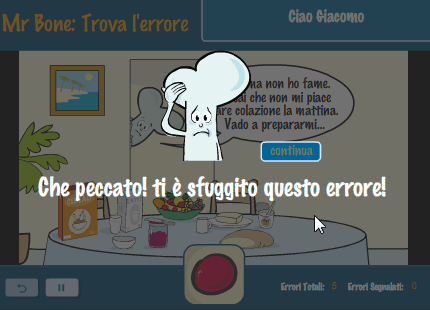 Mr Bone: Trova l'errore
Ciao Giacomo
ma non ho fame.
che non mi piace
are colazione la mattina.
Vado a prepararmi...
continua
Che peccato! ti è sfuggito questo errore!
Errori Totali: 5 Errori Segnalati: 0